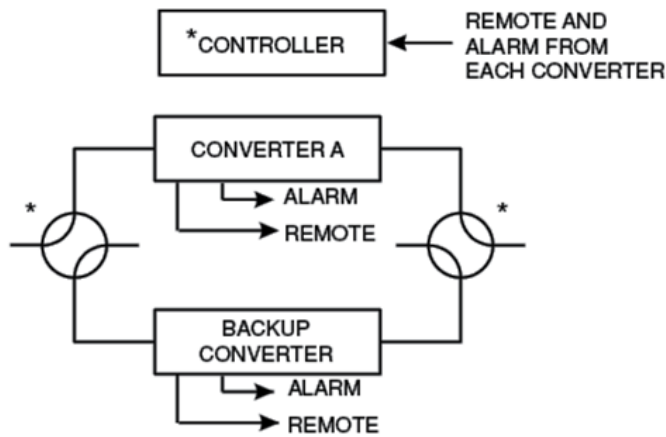 *CONTROLLER
REMOTE AND
ALARM FROM
EACH CONVERTER
CONVERTER A
ALARM
REMOTE
*
*
BACKUP
CONVERTER
ALARM
REMOTE